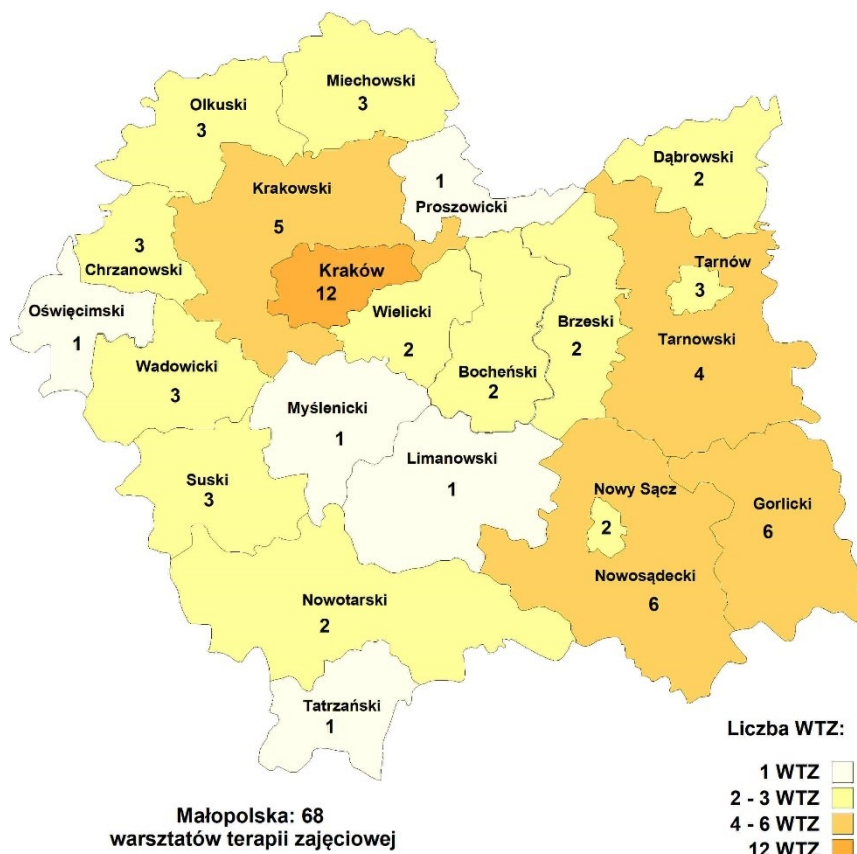 Miechowski
3
Olkuski
3
Dąbrowski
2
1
Proszowicki
Krakowski
5
3
Chrzanowski
Kraków
12
Tarnów
3
Oświęcimski
1
Wielicki
2
Brzeski
2
Tarnowski
4
Wadowicki
3
Bocheński
2
Myślenicki
1
Limanowski
1
Suski
3
Nowy Sącz
2
Gorlicki
6
Nowosądecki
6
Nowotarski
2
Tatrzański
1
Liczba WTZ:
1 WTZ
2 - 3 WTZ
4 - 6 WTZ
12 WTZ
Małopolska: 68
warsztatów terapii zajęciowej